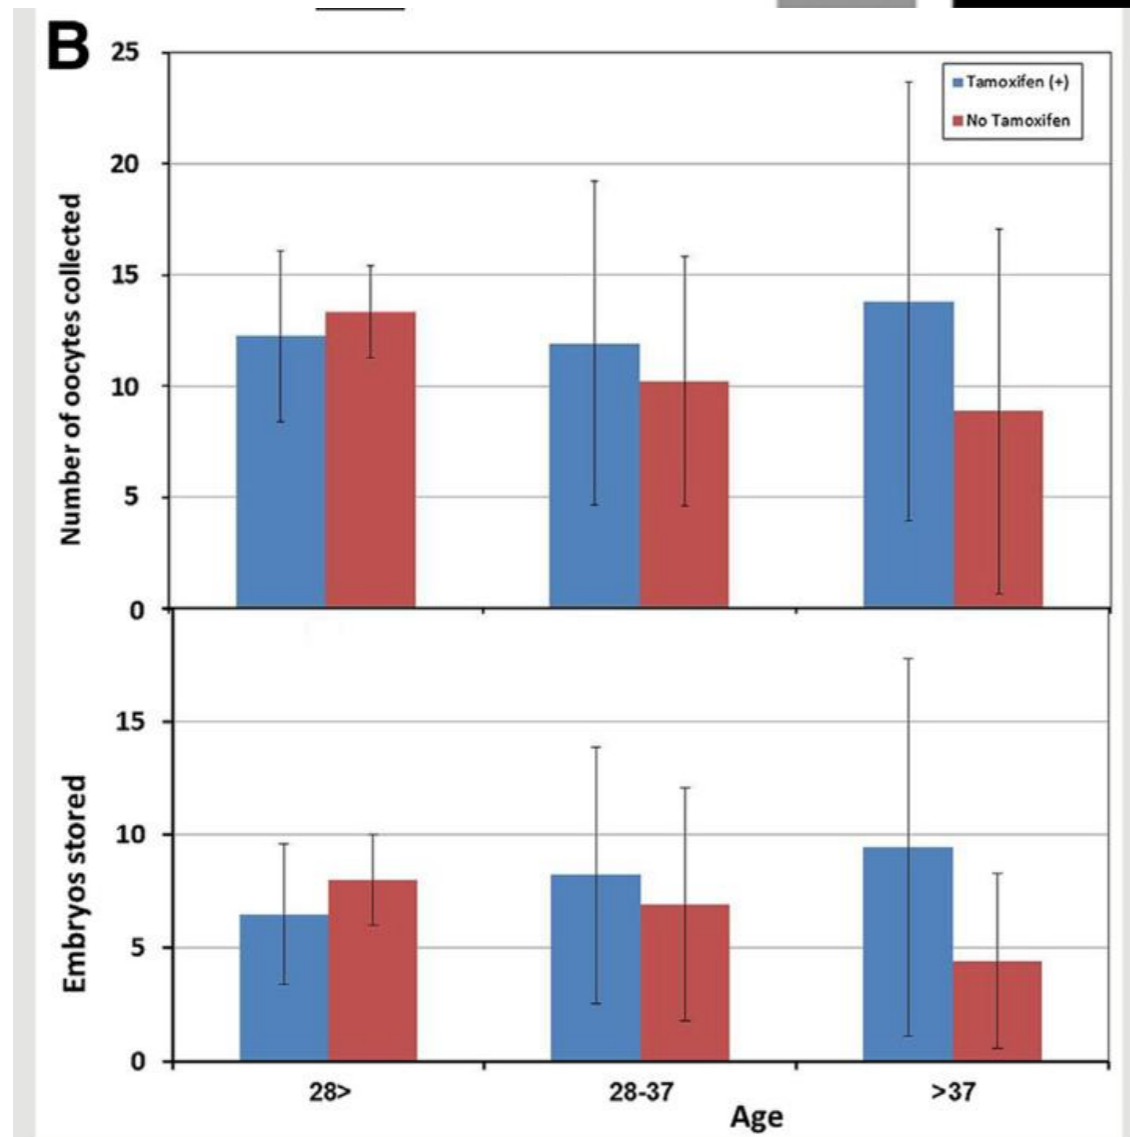 B
25
20
15
10
5
0
Number of oocytes collected
Tamoxifen (+)
No Tamoxifen
15
10
5
0
Embryos stored
28>
28-37
>37
Age